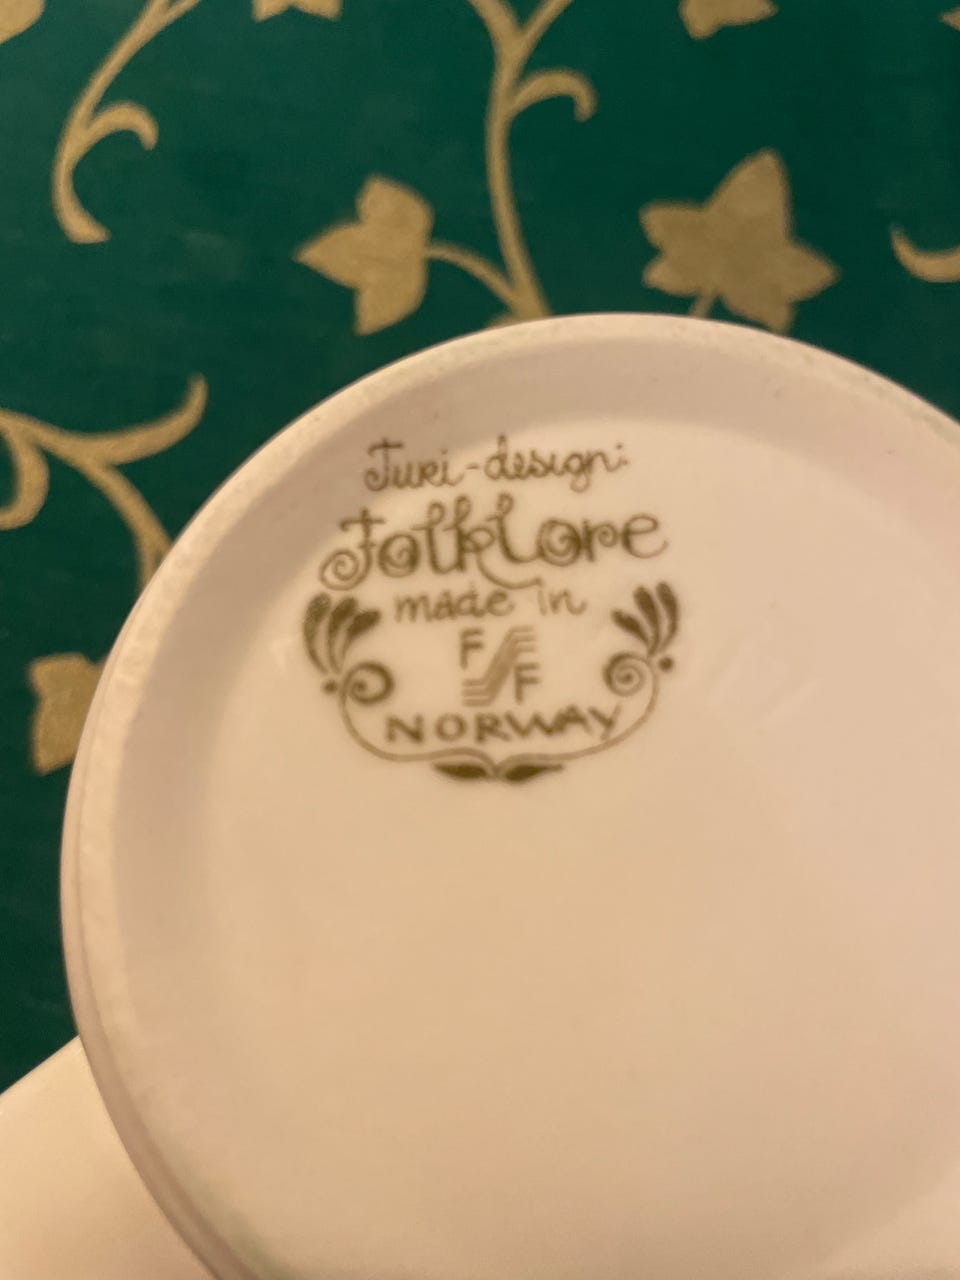 Turi-design:
Folklore
made in
F
F
NORWAY